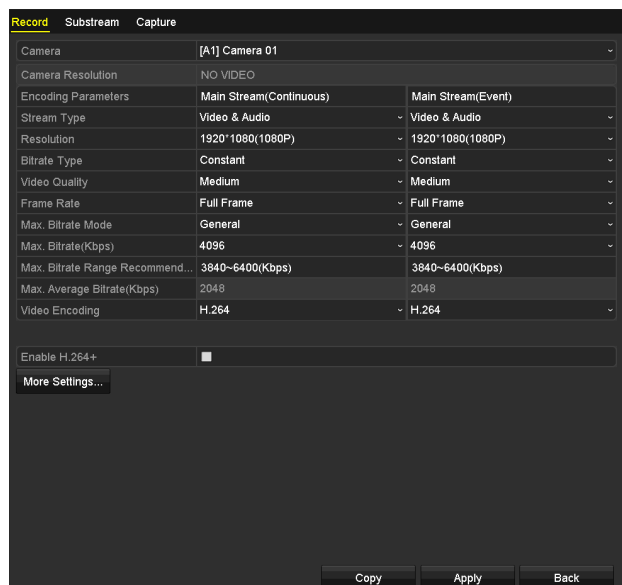 Record Substream Capture
Camera [A1] Camera 01
Camera Resolution NO VIDEO
Encoding Parameters Main Stream(Continuous) Main Stream(Event)
Stream Type Video & Audio Video & Audio
Resolution 1920*1080(1080P) 1920*1080(1080P)
Bitrate Type Constant Constant
Video Quality Medium Medium
Frame Rate Full Frame Full Frame
Max. Bitrate Mode General General
Max. Bitrate(Kbps) 4096 4096
Max. Bitrate Range Recommend... 3840~6400(Kbps) 3840~6400(Kbps)
Max. Average Bitrate(Kbps) 2048 2048
Video Encoding H.264 H.264
Enable H.264+
More Settings...
Copy Apply Back